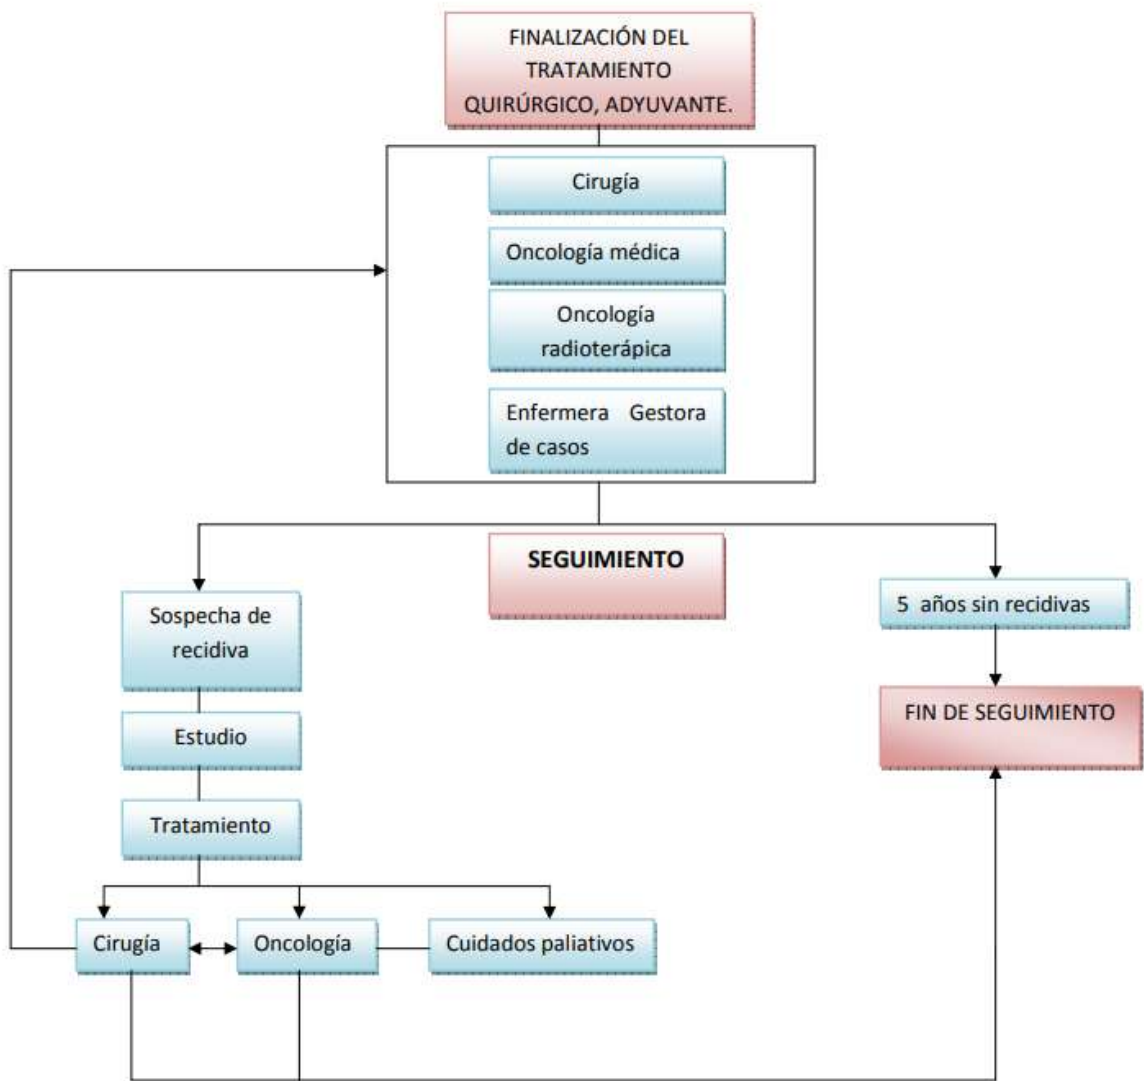 FINALIZACIÓN DEL
TRATAMIENTO
QUIRÚRGICO, ADYUVANTE.
Cirugía
Oncología médica
Oncología
radioterápica
Enfermera Gestora
de casos
SEGUIMIENTO
Sospecha de
recidiva
5 años sin recidivas
FIN DE SEGUIMIENTO
Estudio
Tratamiento
Cirugía
Oncología
Cuidados paliativos